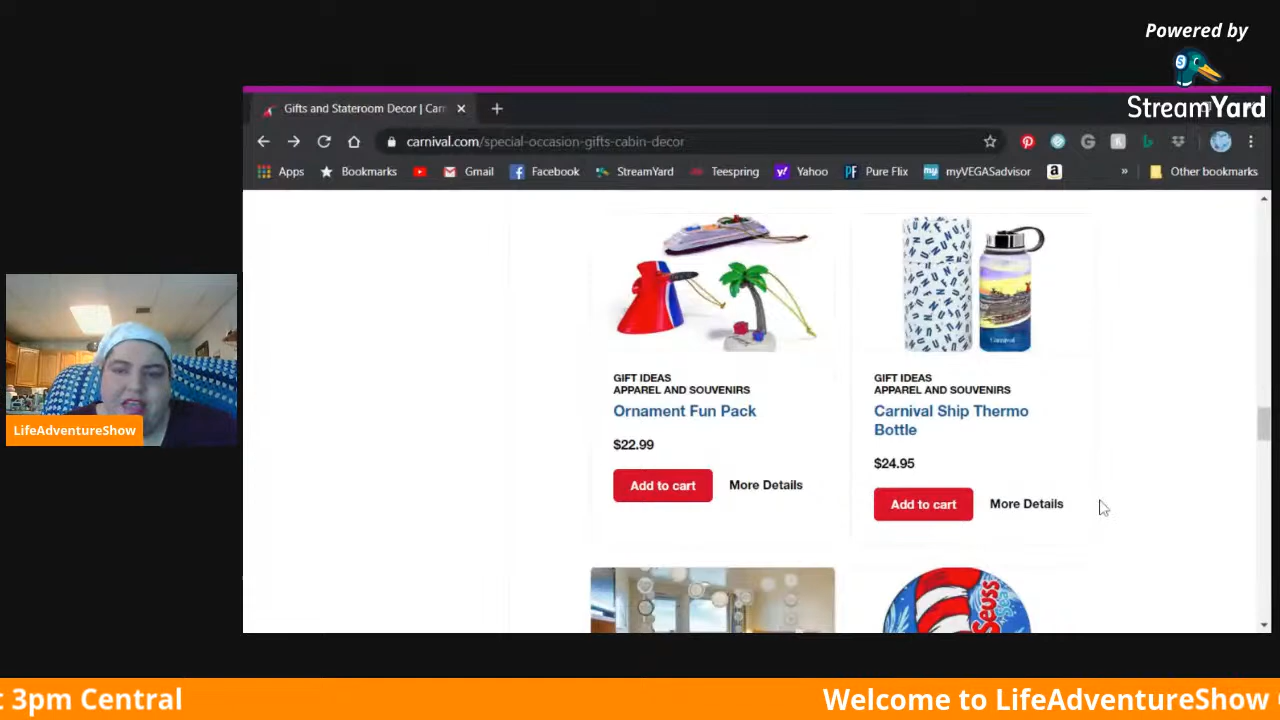 Powered by
StreamYard
Gifts and Stateroom Decor | Carn
carnival.com/special-occasion-gifts-cabin-decor
Apps Bookmarks Gmail Facebook StreamYard Teespring Yahoo Pure Flix myVEGASadvisor » Other bookmarks
GIFT IDEAS
APPAREL AND SOUVENIRS
Ornament Fun Pack
$22.99
Add to cart More Details
GIFT IDEAS
APPAREL AND SOUVENIRS
Carnival Ship Thermo
Bottle
$24.95
Add to cart More Details
Carnival
Seuss
LifeAdventureShow
t 3pm Central
Welcome to LifeAdventureShow